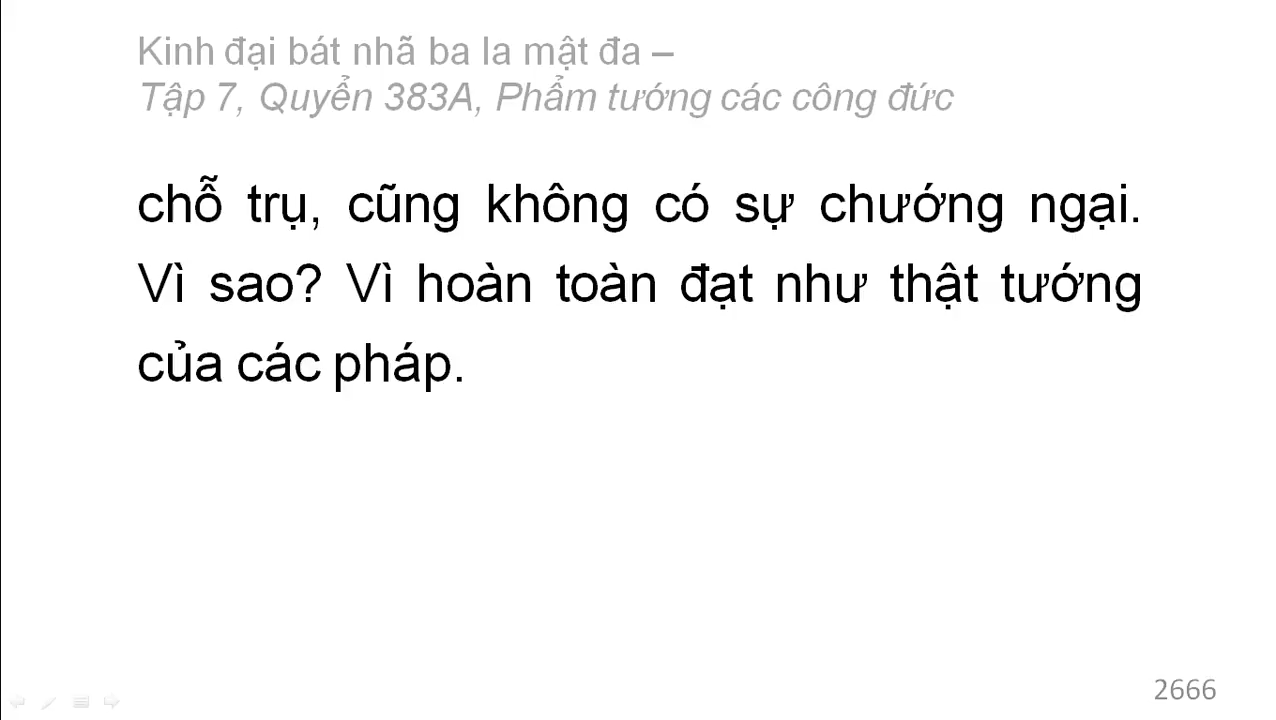 Kinh đại bát nhã ba la mật đa –
Tập 7, Quyển 383A, Phẩm tướng các công đức
chỗ trụ, cũng không có sự chướng ngại.
Vì sao? Vì hoàn toàn đạt như thật tướng
của các pháp.
2666